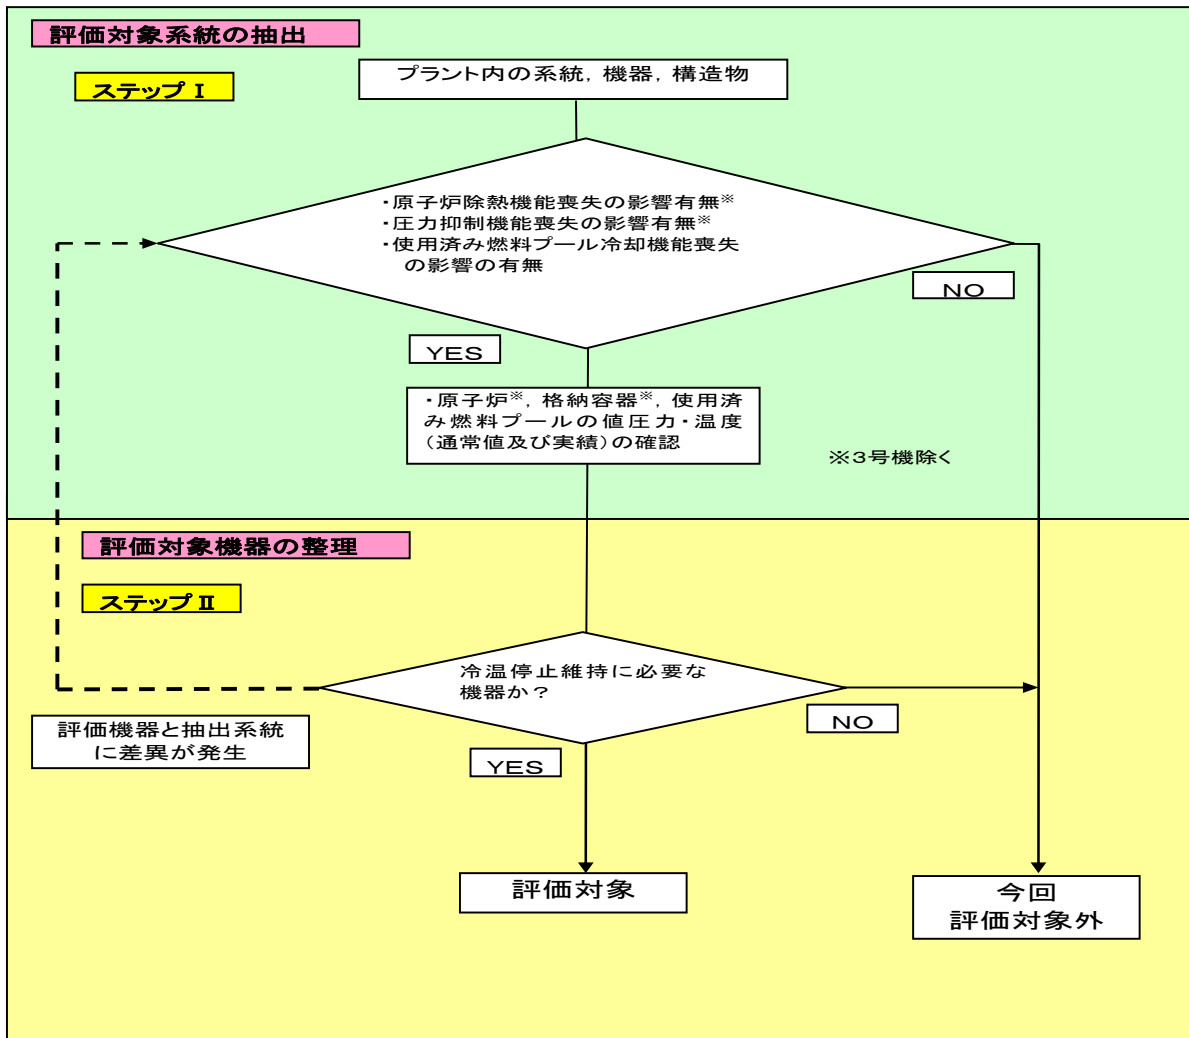 評価対象系統の抽出
プラント内の系統, 機器, 構造物
ステップⅠ
・原子炉除熱機能喪失の影響有無※
・圧力抑制機能喪失の影響有無※
・使用済み燃料プール冷却機能喪失
の影響の有無
NO
YES
・原子炉※, 格納容器※, 使用済
み燃料プールの値圧力・温度
(通常値及び実績)の確認
※3号機除く
評価対象機器の整理
ステップⅡ
冷温停止維持に必要な
機器か?
NO
評価機器と抽出系統
に差異が発生
YES
評価対象
今回
評価対象外